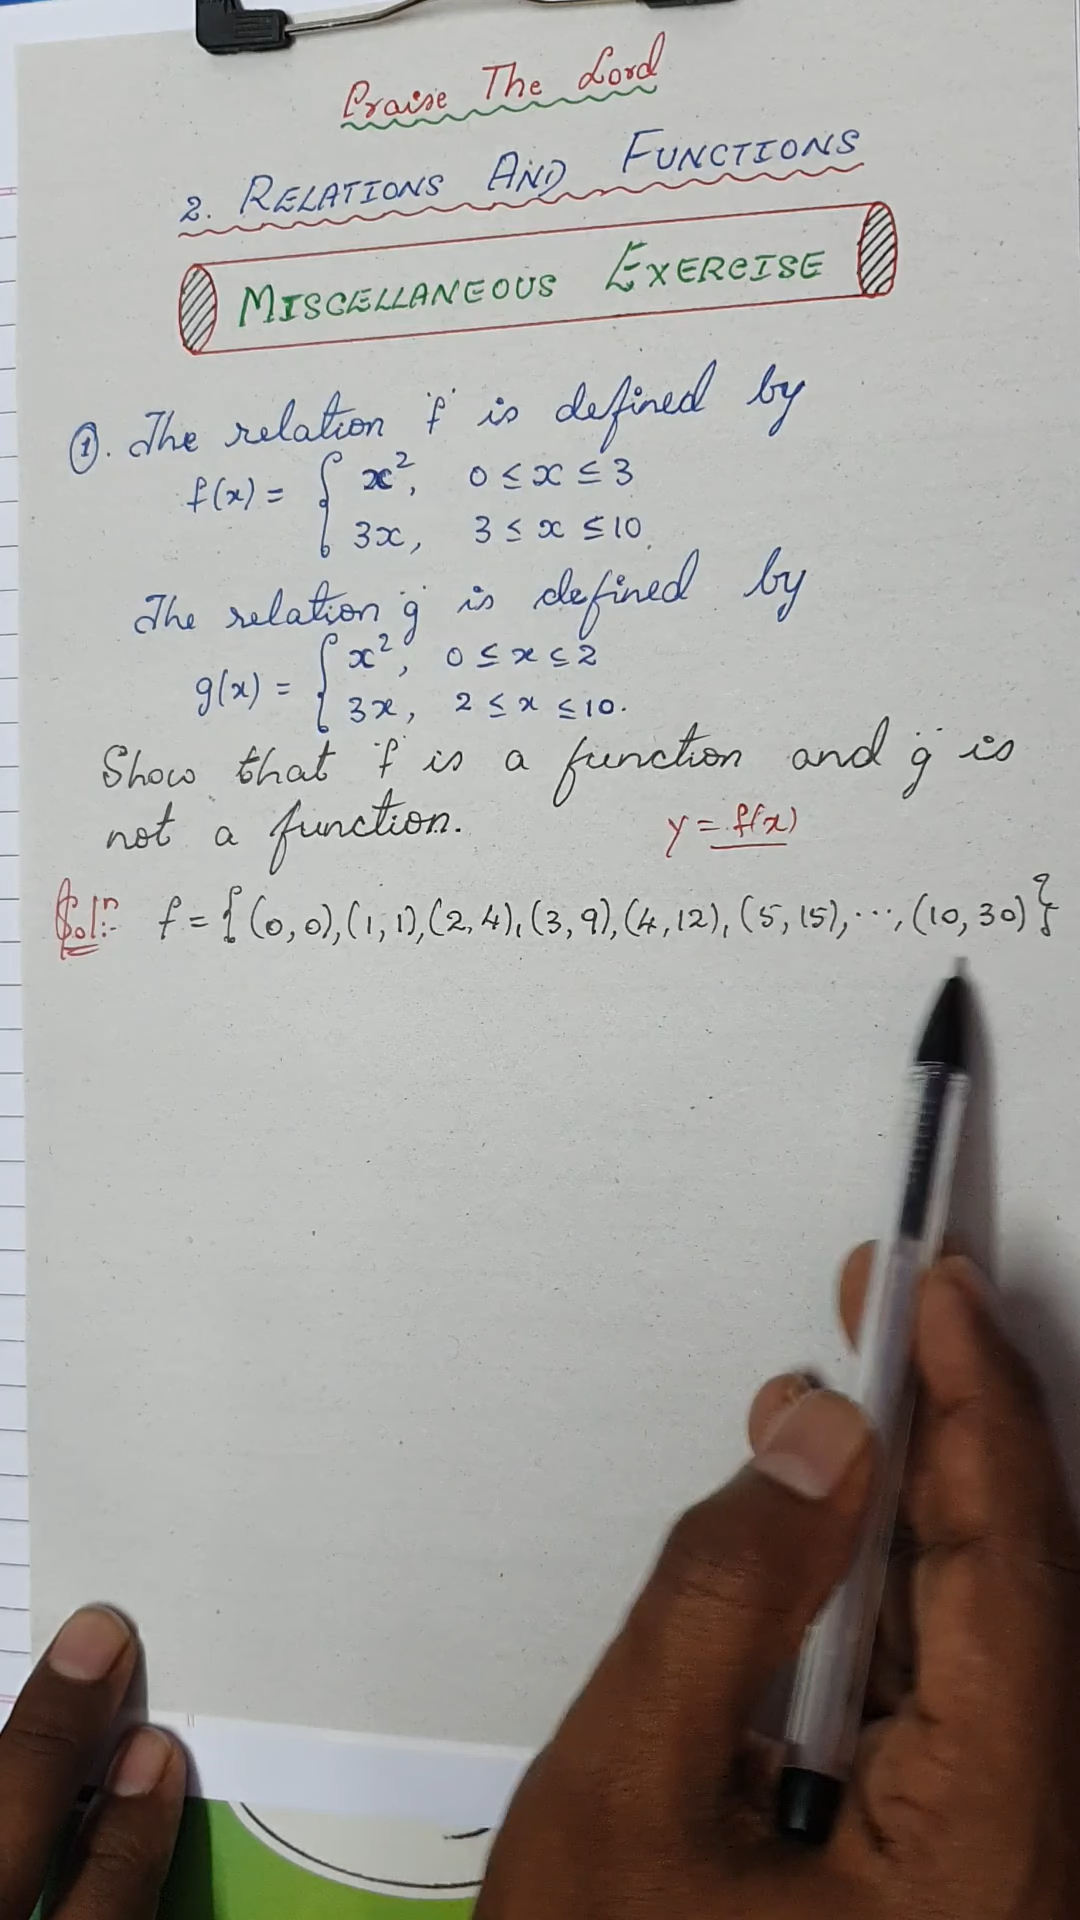 Praise The Lord
2. RELATIONS AND FUNCTIONS
MISCELLANEOUS EXERCISE
①. The relation 'f' is defined by
f(x) = { x², 0 ≤ x ≤ 3
3x, 3 ≤ x ≤ 10.
The relation 'g' is defined by
g(x) = { x², 0 ≤ x ≤ 2
3x, 2 ≤ x ≤ 10.
Show that 'f' is a function and 'g' is
not a function.
y = f(x)
Solⁿ:- f = {(0, 0), (1, 1), (2, 4), (3, 9), (4, 12), (5, 15), ..., (10, 30)}